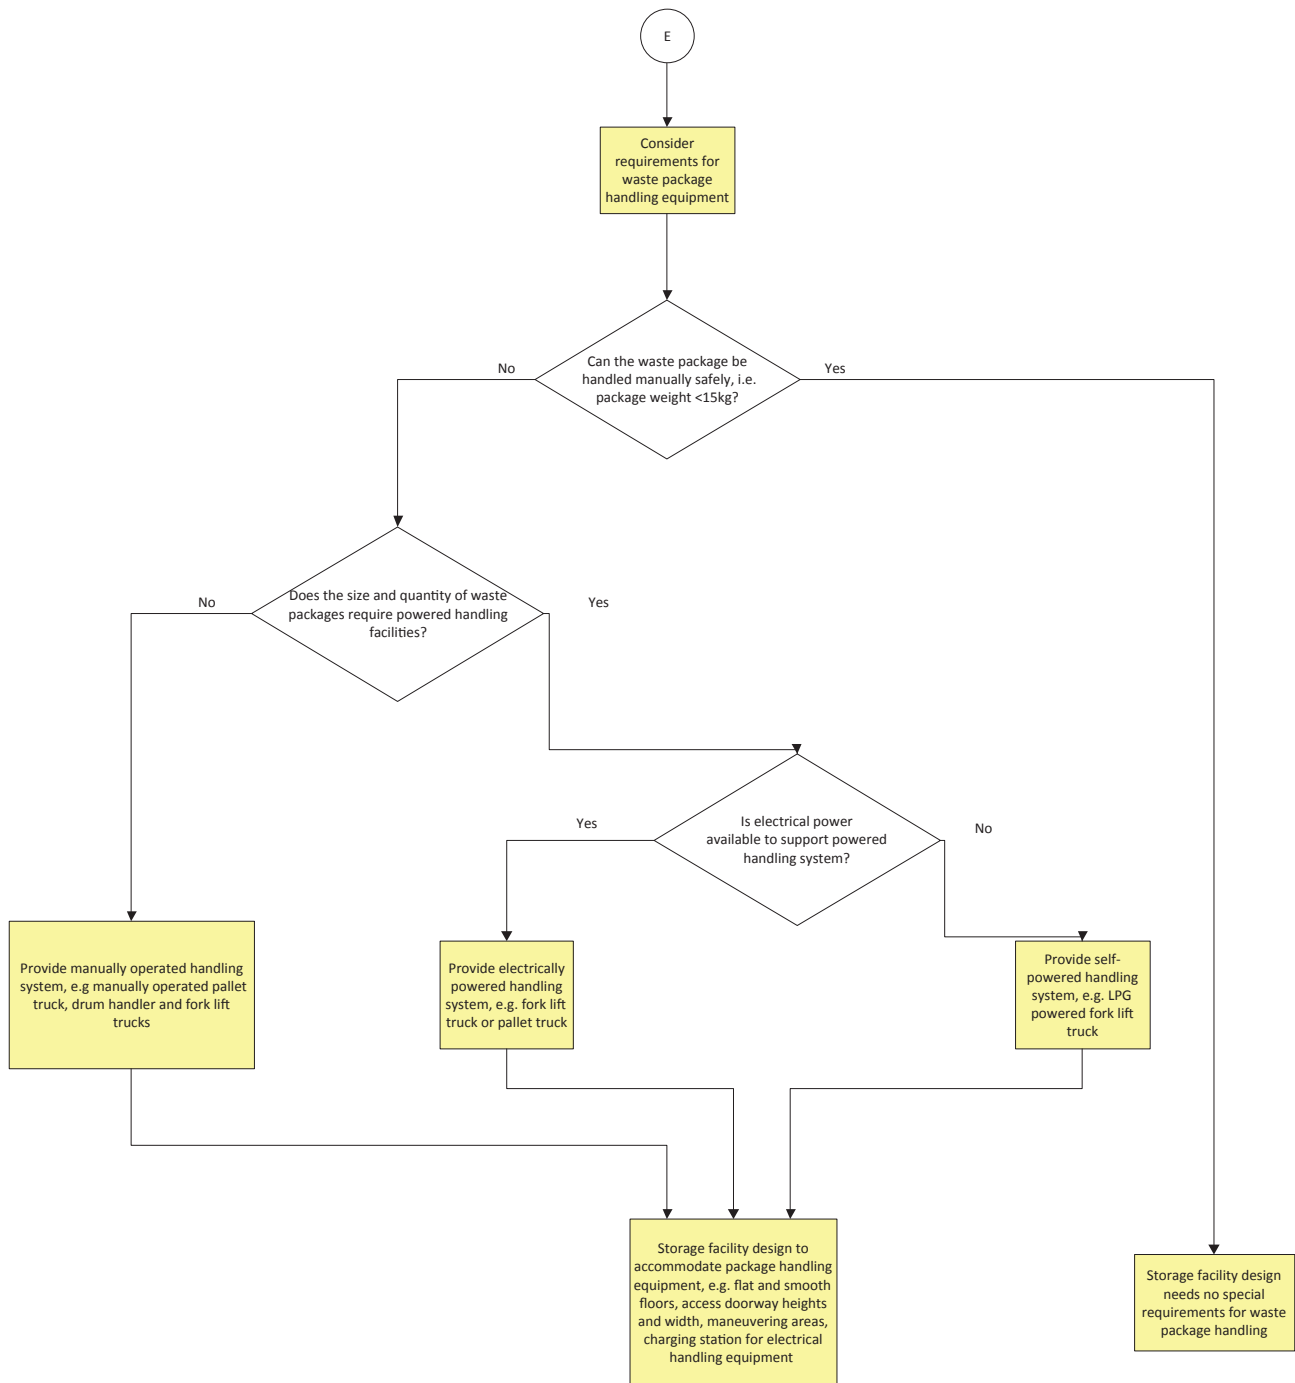 E
Consider
requirements for
waste package
handling equipment
Can the waste package be
handled manually safely, i.e.
package weight <15kg?
No
Yes
Does the size and quantity of waste
packages require powered handling
facilities?
No
Yes
Is electrical power
available to support powered
handling system?
Yes
No
Provide manually operated handling
system, e.g manually operated pallet
truck, drum handler and fork lift
trucks
Provide electrically
powered handling
system, e.g. fork lift
truck or pallet truck
Provide self-
powered handling
system, e.g. LPG
powered fork lift
truck
Storage facility design to
accommodate package handling
equipment, e.g. flat and smooth
floors, access doorway heights
and width, maneuvering areas,
charging station for electrical
handling equipment
Storage facility design
needs no special
requirements for waste
package handling